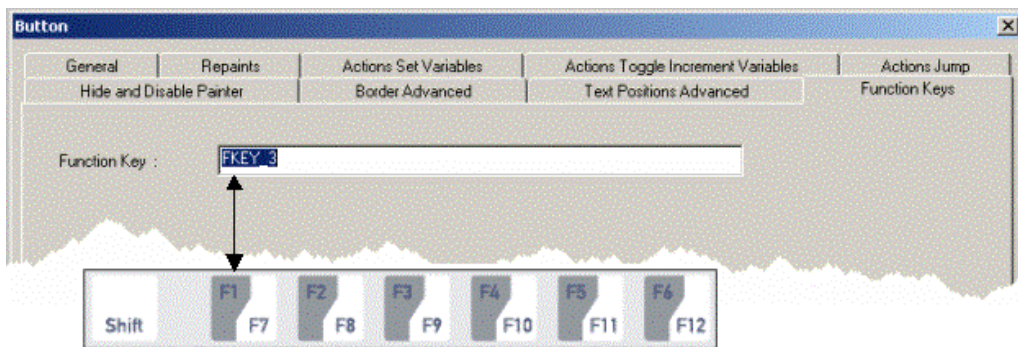 Button
General Repaints Actions Set Variables Actions Toggle Increment Variables Actions Jump
Hide and Disable Painter Border Advanced Text Positions Advanced Function Keys
Function Key : FKEY_3
F1 F2 F3 F4 F5 F6
Shift F7 F8 F9 F10 F11 F12